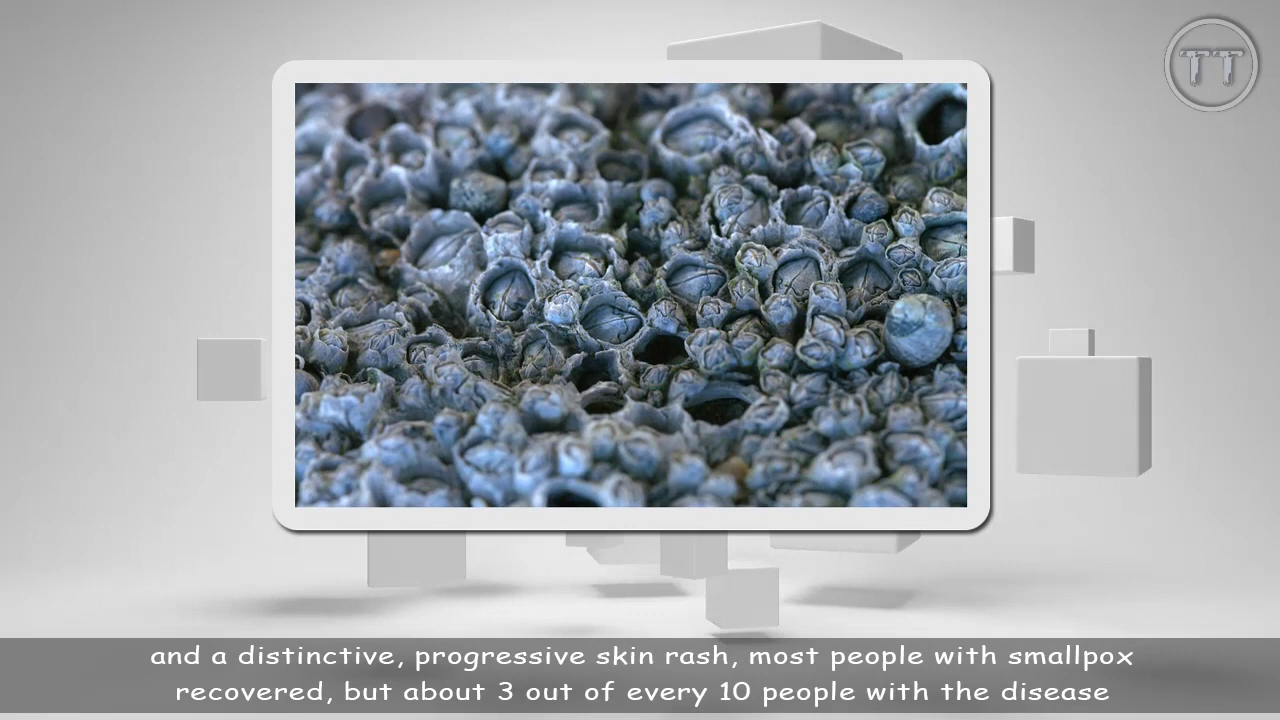 TT
and a distinctive, progressive skin rash, most people with smallpox
recovered, but about 3 out of every 10 people with the disease